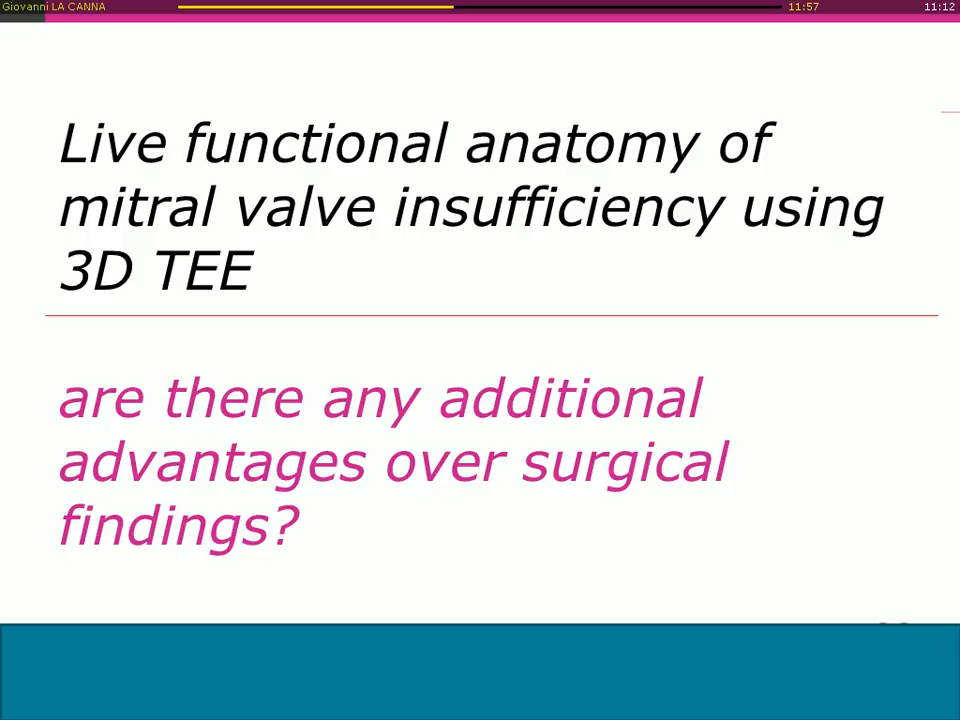 Giovanni LA CANNA 11:57 11:12
Live functional anatomy of
mitral valve insufficiency using
3D TEE
are there any additional
advantages over surgical
findings?